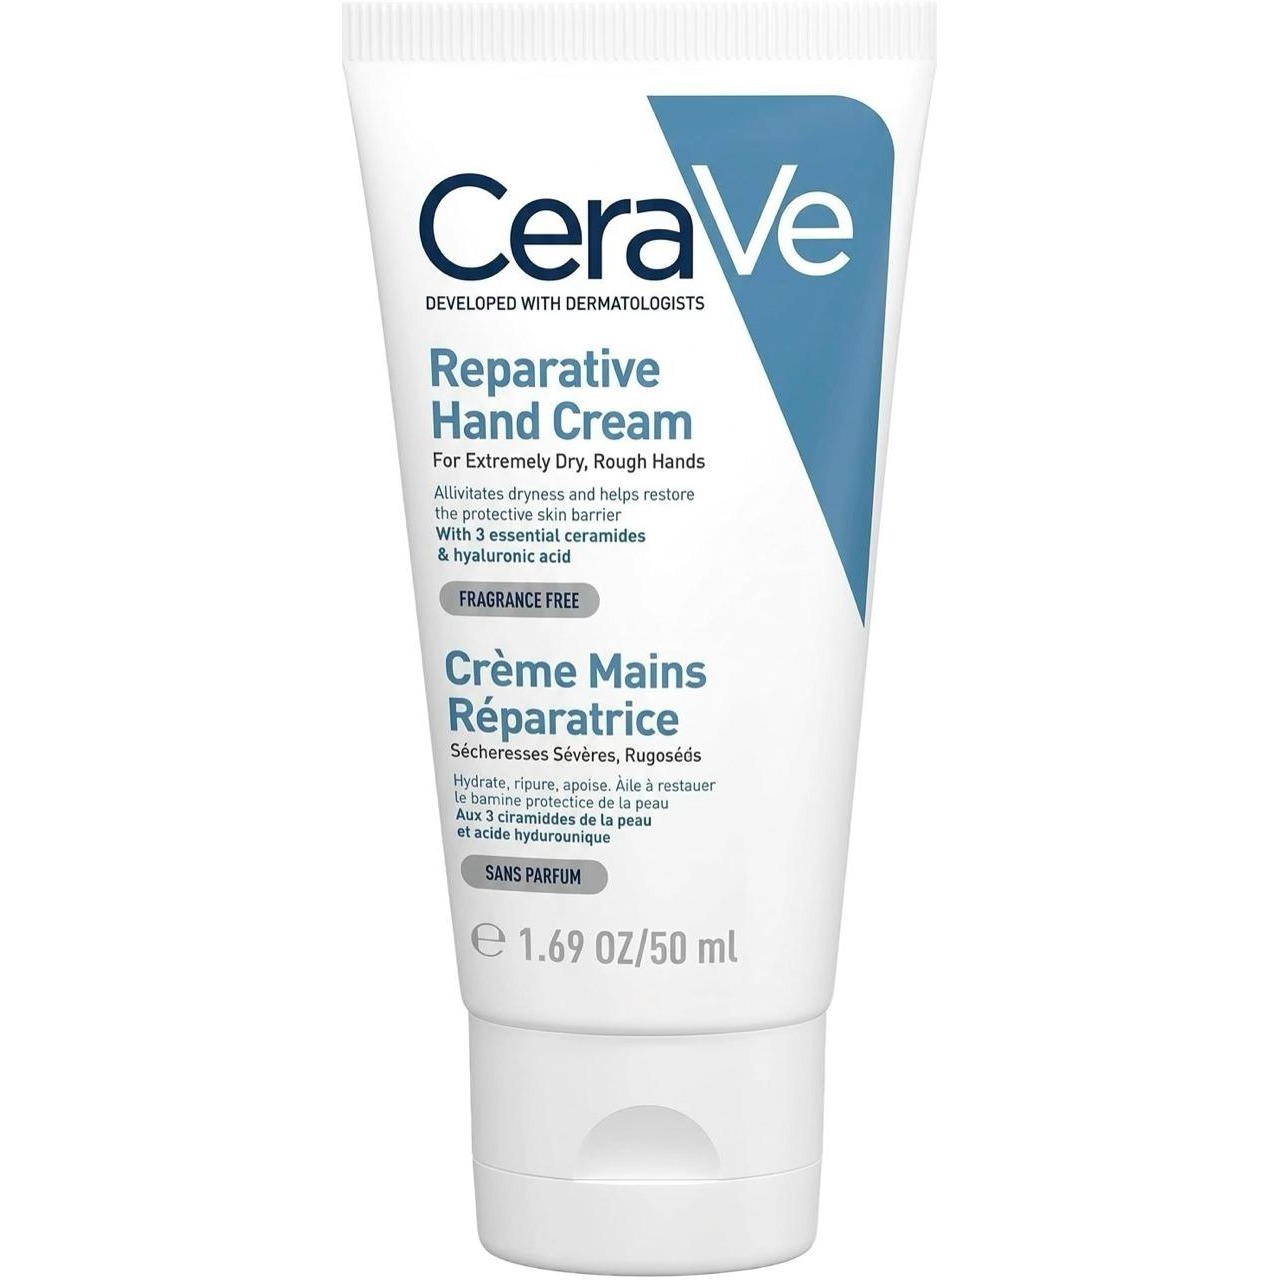 CeraVe
DEVELOPED WITH DERMATOLOGISTS
Reparative
Hand Cream
For Extremely Dry, Rough Hands
Allivitates dryness and helps restore
the protective skin barrier
With 3 essential ceramides
& hyaluronic acid
FRAGRANCE FREE
Crème Mains
Réparatrice
Sécheresses Sévères, Rugosés
Hydrate, ripure, apoise. Àile à restauer
le bamine protectice de la peau
Aux 3 ciramiddes de la peau
et acide hydurounique
SANS PARFUM
℮ 1.69 OZ/50 ml